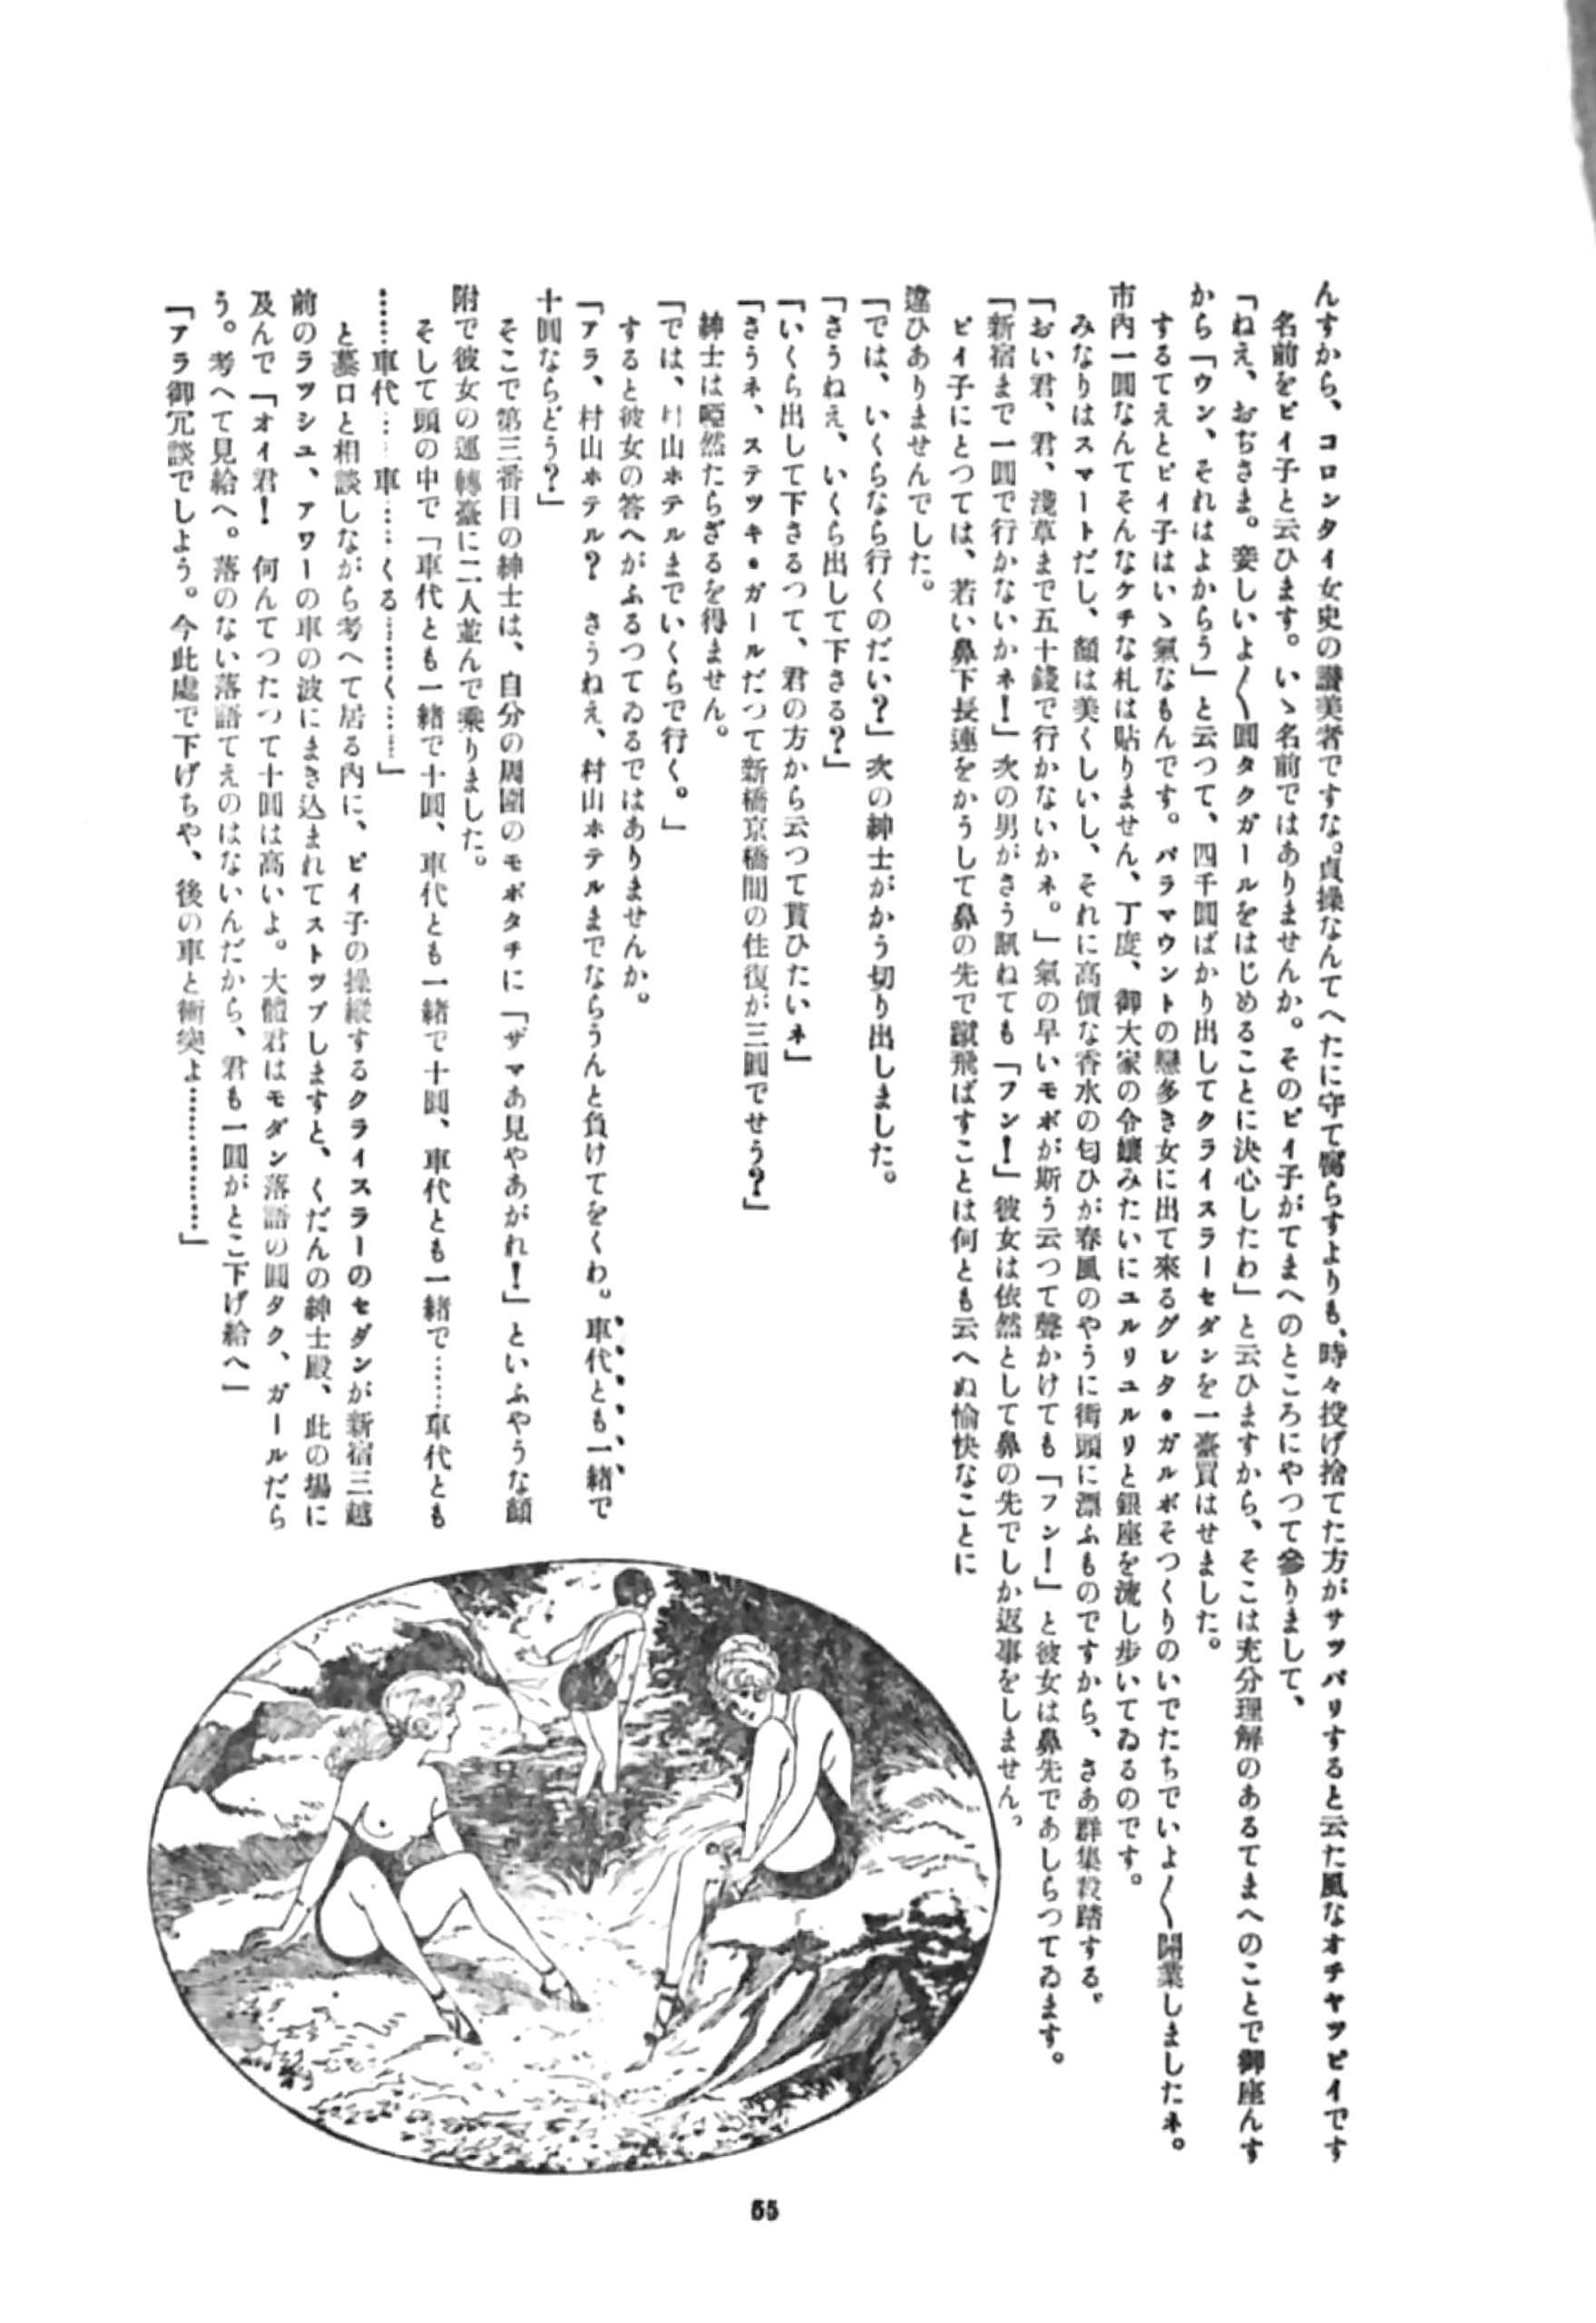 んすから、コロンタイ女史の讃美者ですな。貞操なんてへたに守て腐らすよりも、時々投げ捨てた方がサツパリすると云た風なオチヤツピイです
名前をピイ子と云ひます。いゝ名前ではありませんか。そのピイ子がてまへのところにやつて參りまして、
「ねえ、おぢさま。妾しいよ〱圓タクガールをはじめることに決心したわ」と云ひますから、そこは充分理解のあるてまへのことで御座んす
から「ウン、それはよからう」と云つて、四千圓ばかり出してクライスラーセダンを一臺買はせました。
するてえとピイ子はいゝ氣なもんです。パラマウントの戀多き女に出て來るグレタ・ガルボそつくりのいでたちでいよ〱開業しましたネ。
市内一圓なんてそんなケチな札は貼りません、丁度、御大家の令孃みたいにユルリユルリと銀座を流し歩いてゐるのです。
みなりはスマートだし、顏は美くしいし、それに高價な香水の匂ひが春風のやうに街頭に漂ふものですから、さあ群集殺踏する。
「おい君、君、淺草まで五十錢で行かないかネ。」氣の早いモボが斯う云つて聲かけても「フン！」と彼女は鼻先であしらつてゐます。
「新宿まで一圓で行かないかネ！」次の男がさう訊ねても「フン！」彼女は依然として鼻の先でしか返事をしません。
ピイ子にとつては、若い鼻下長連をかうして鼻の先で蹴飛ばすことは何とも云へぬ愉快なことに
違ひありませんでした。
「では、いくらなら行くのだい？」次の紳士がかう切り出しました。
「さうねえ、いくら出して下さる？」
「いくら出して下さるつて、君の方から云つて貰ひたいネ」
「さうネ、ステツキ・ガールだつて新橋京橋間の往復が三圓でせう？」
紳士は啞然たらざるを得ません。
「では、村山ホテルまでいくらで行く。」
すると彼女の答へがふるつてゐるではありませんか。
「アラ、村山ホテル？　さうねえ、村山ホテルまでならうんと負けてをくわ。車代とも一緒で
十圓ならどう？」
そこで第三番目の紳士は、自分の周圍のモボタチに「ザマあ見やあがれ！」といふやうな顏
附で彼女の運轉臺に二人並んで乘りました。
そして頭の中で「車代とも一緒で十圓、車代とも一緒で十圓、車代とも一緒で……車代とも
……車代……車……くる……く……」
と蟇口と相談しながら考へて居る內に、ピイ子の操縱するクライスラーのセダンが新宿三越
前のラツシユ、アワーの車の波にまき込まれてストツプしますと、くだんの紳士殿、此の場に
及んで「オイ君！　何んてつたつて十圓は高いよ。大體君はモダン落語の圓タク、ガールだら
う。考へて見給へ。落のない落語てえのはないんだから、君も一圓がとこ下げ給へ」
「アラ御冗談でしよう。今此處で下げちや、後の車と衝突よ…………」
55